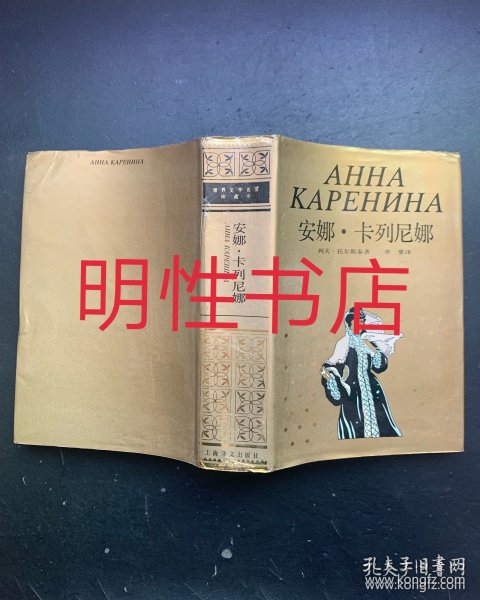 АННА КАРЕНИНА
世界文学名著
珍藏本
安娜·卡列尼娜
АННА КАРЕНИНА
上海译文出版社
АННА
КАРЕНИНА
安娜·卡列尼娜
列夫·托尔斯泰著 草婴译
明性书店
孔夫子旧书网
www.kongfz.com